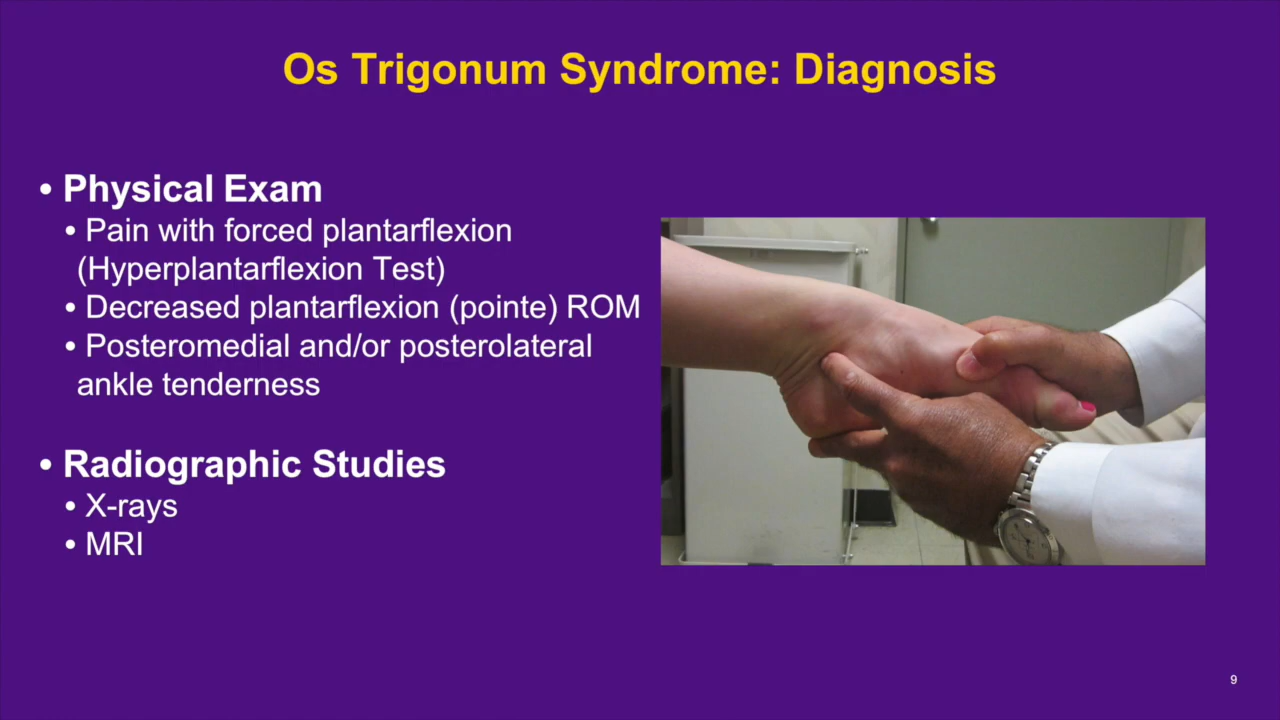 Os Trigonum Syndrome: Diagnosis
• Physical Exam
• Pain with forced plantarflexion
(Hyperplantarflexion Test)
• Decreased plantarflexion (pointe) ROM
• Posteromedial and/or posterolateral
ankle tenderness
• Radiographic Studies
• X-rays
• MRI
9